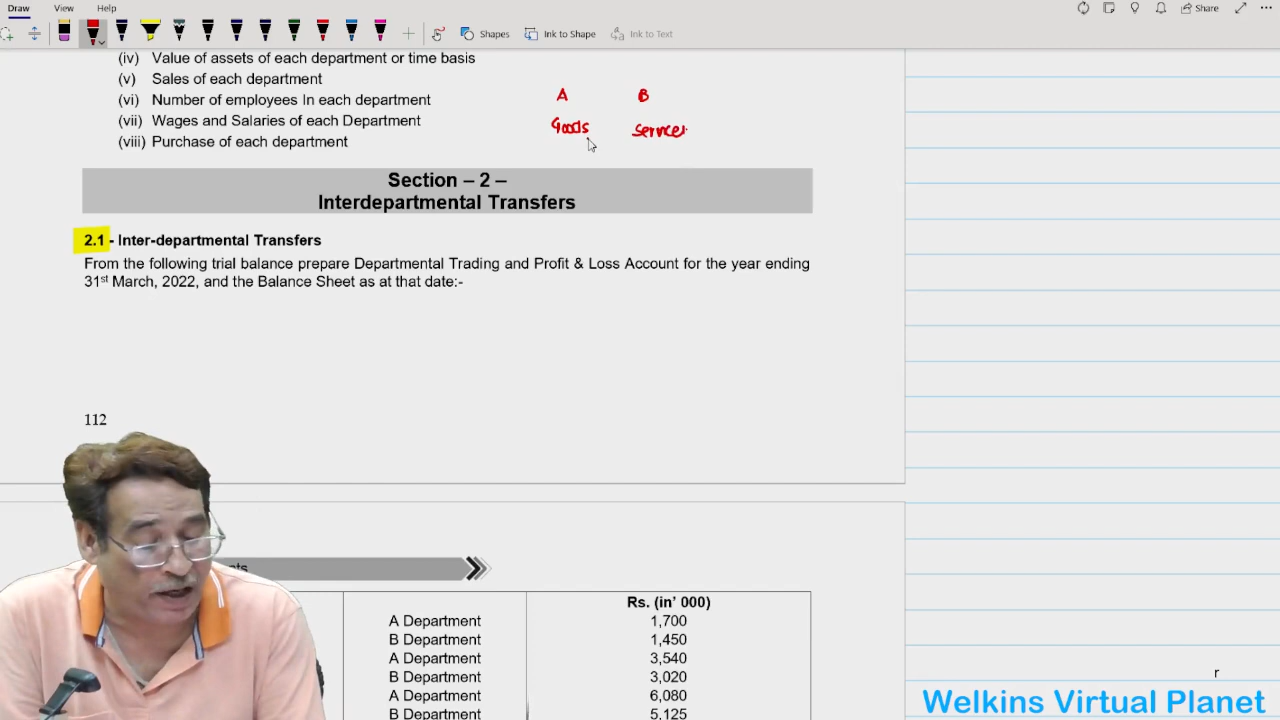 Draw View Help Share
Shapes Ink to Shape Ink to Text
(iv) Value of assets of each department or time basis
(v) Sales of each department
(vi) Number of employees In each department A B
(vii) Wages and Salaries of each Department Goods Services
(viii) Purchase of each department
Section – 2 –
Interdepartmental Transfers
2.1 - Inter-departmental Transfers
From the following trial balance prepare Departmental Trading and Profit & Loss Account for the year ending
31st March, 2022, and the Balance Sheet as at that date:-
112
Rs. (in' 000)
A Department 1,700
B Department 1,450
A Department 3,540
B Department 3,020
A Department 6,080
B Department 5,125
r
Welkins Virtual Planet